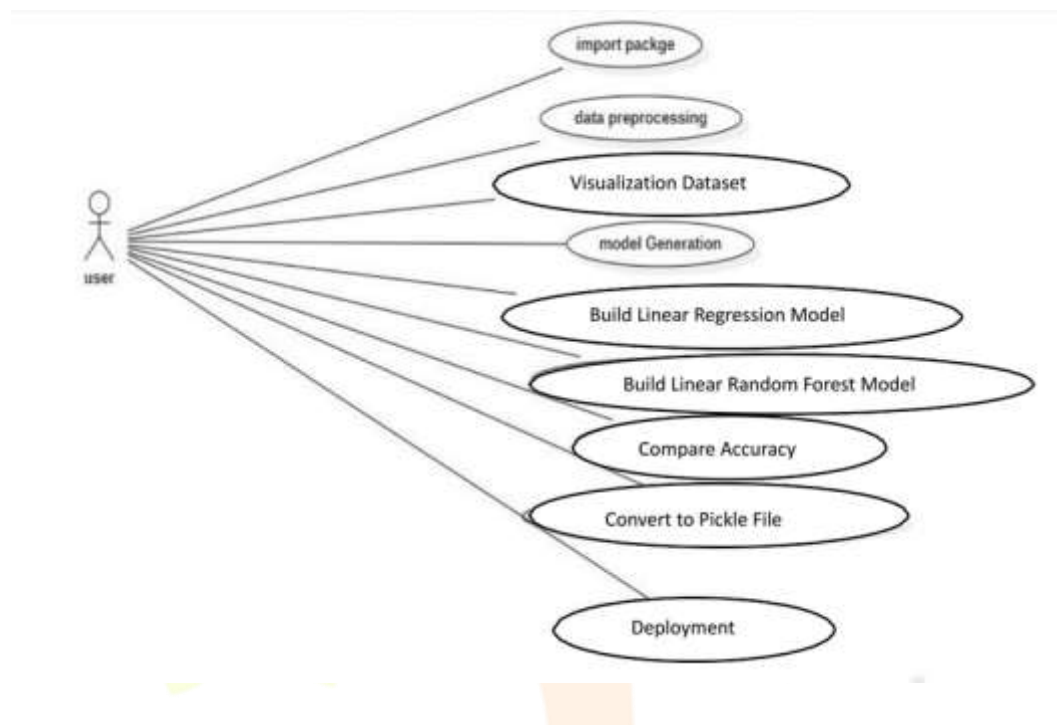 import packge
data preprocessing
Visualization Dataset
model Generation
user
Build Linear Regression Model
Build Linear Random Forest Model
Compare Accuracy
Convert to Pickle File
Deployment